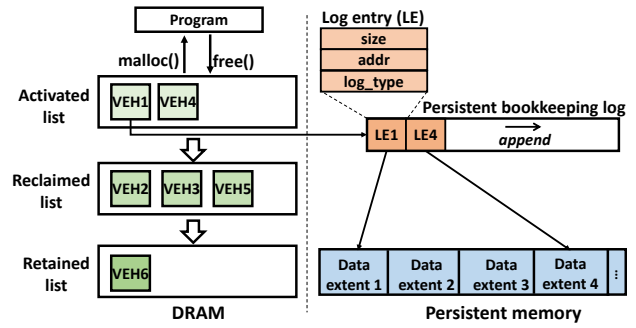 Program
malloc()
free()
Activated
list
VEH1
VEH4
Reclaimed
list
VEH2
VEH3
VEH5
Retained
list
VEH6
DRAM
Log entry (LE)
size
addr
log_type
Persistent bookkeeping log
LE1
LE4
append
Data
extent 1
Data
extent 2
Data
extent 3
Data
extent 4
...
Persistent memory